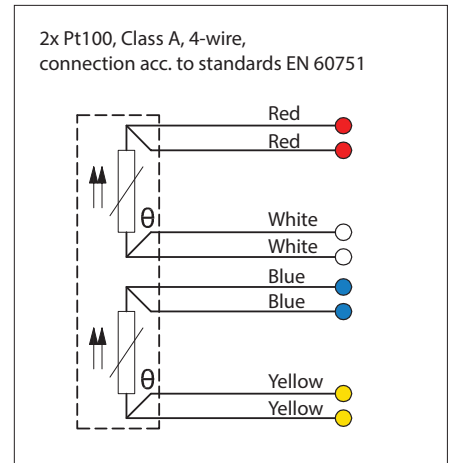 2x Pt100, Class A, 4-wire,
connection acc. to standards EN 60751
Red
Red
θ
White
White
Blue
Blue
θ
Yellow
Yellow